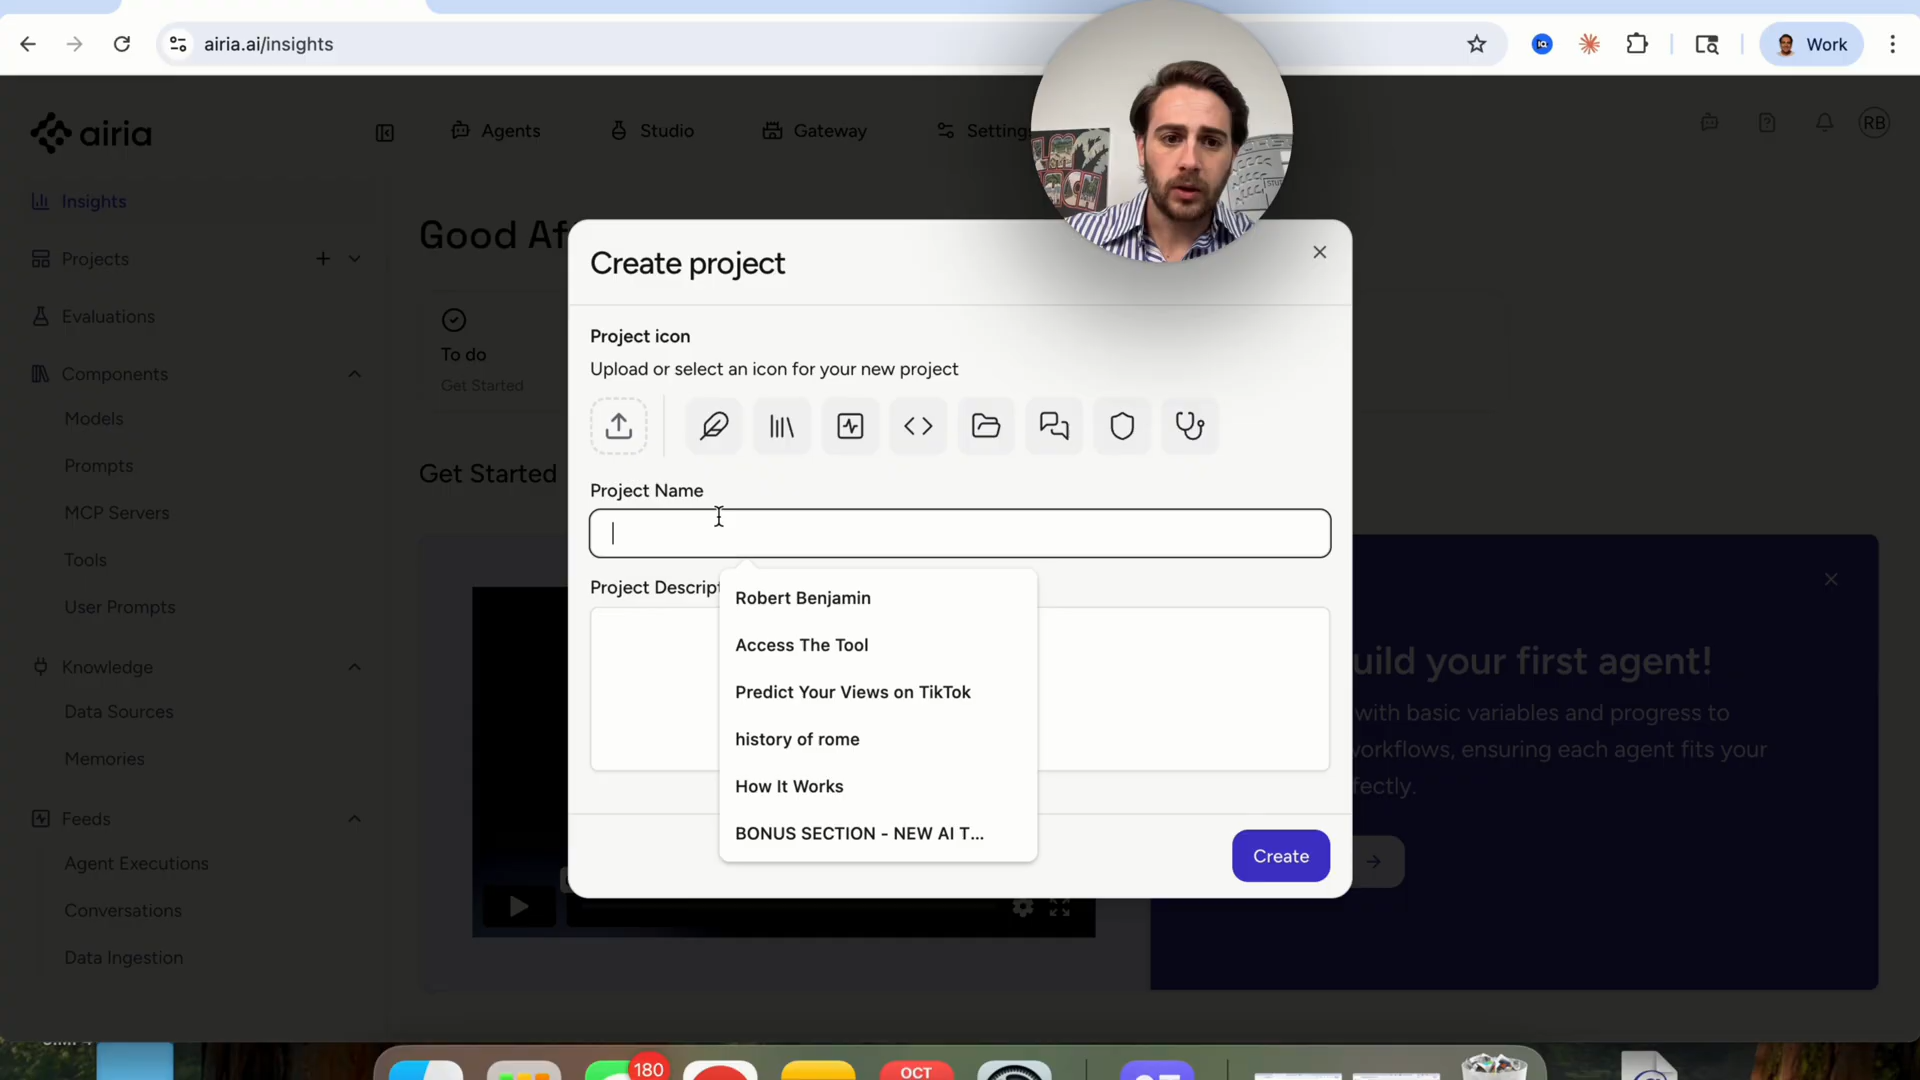 airia.ai/insights
Work
airia
Agents
Studio
Gateway
Setting
RB
Insights
Projects
Evaluations
Components
Models
Prompts
MCP Servers
Tools
User Prompts
Knowledge
Data Sources
Memories
Feeds
Agent Executions
Conversations
Data Ingestion
Good Af
To do
Get Started
Get Started
Create project
Project icon
Upload or select an icon for your new project
Project Name
Project Descript
Robert Benjamin
Access The Tool
Predict Your Views on TikTok
history of rome
How It Works
BONUS SECTION - NEW AI T...
Create
uild your first agent!
with basic variables and progress to
workflows, ensuring each agent fits your
fectly.
180
OCT